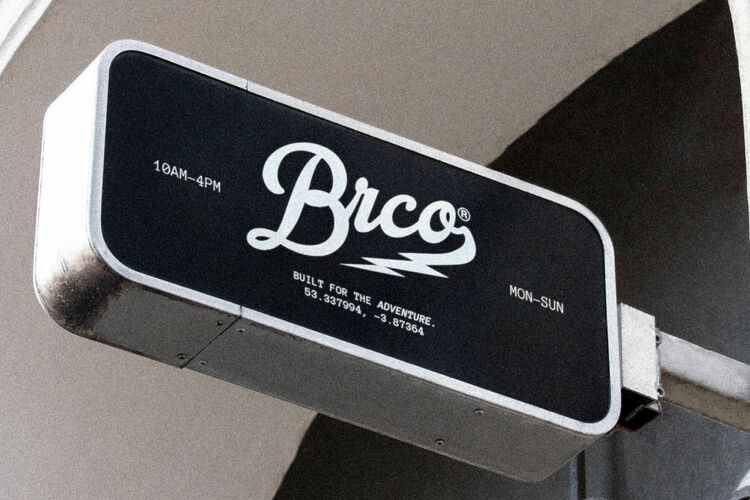 10AM–4PM
Brco®
BUILT FOR THE ADVENTURE.
53.337994, -3.87364
MON–SUN